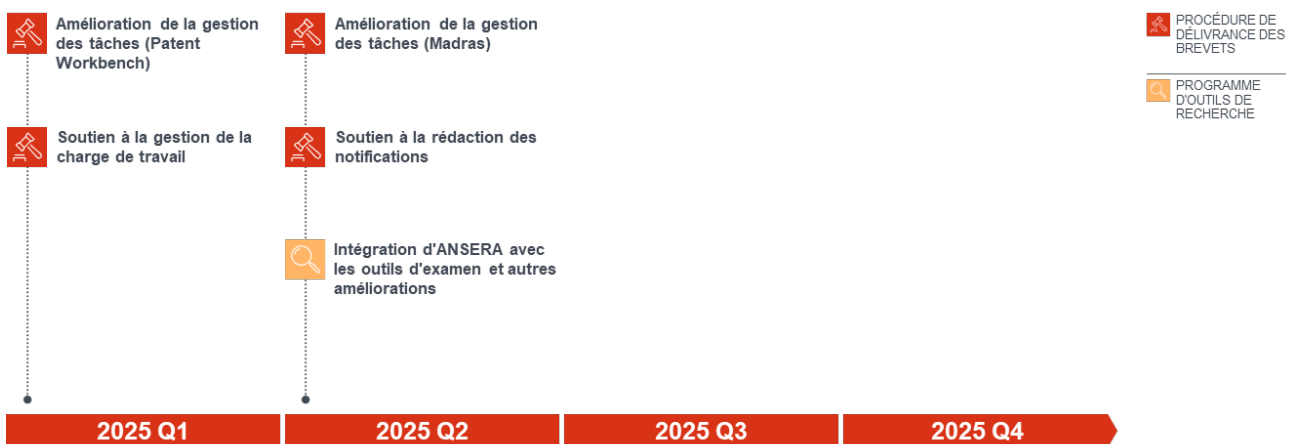 Amélioration de la gestion
des tâches (Patent
Workbench)
Soutien à la gestion de la
charge de travail
Amélioration de la gestion
des tâches (Madras)
Soutien à la rédaction des
notifications
Intégration d'ANSERA avec
les outils d'examen et autres
améliorations
PROCÉDURE DE
DÉLIVRANCE DES
BREVETS
PROGRAMME
D'OUTILS DE
RECHERCHE
2025 Q1
2025 Q2
2025 Q3
2025 Q4